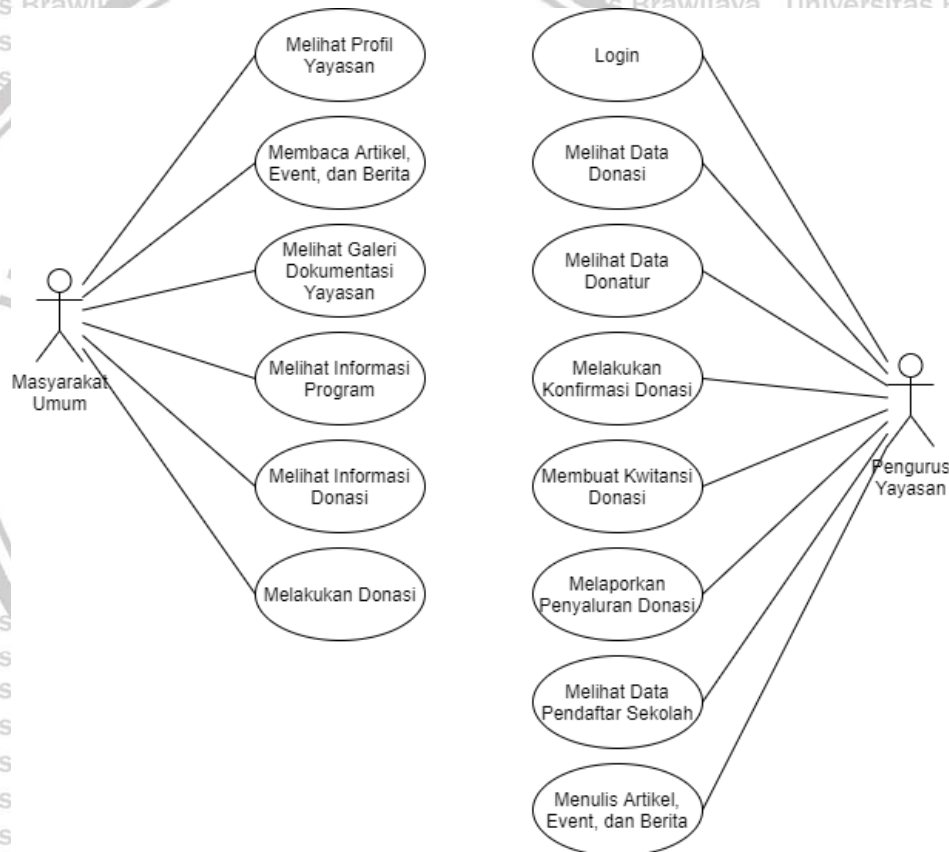 Melihat Profil
Yayasan
Membaca Artikel,
Event, dan Berita
Melihat Galeri
Dokumentasi
Yayasan
Melihat Informasi
Program
Melihat Informasi
Donasi
Melakukan Donasi
Masyarakat
Umum
Login
Melihat Data
Donasi
Melihat Data
Donatur
Melakukan
Konfirmasi Donasi
Membuat Kwitansi
Donasi
Melaporkan
Penyaluran Donasi
Melihat Data
Pendaftar Sekolah
Menulis Artikel,
Event, dan Berita
Pengurus
Yayasan